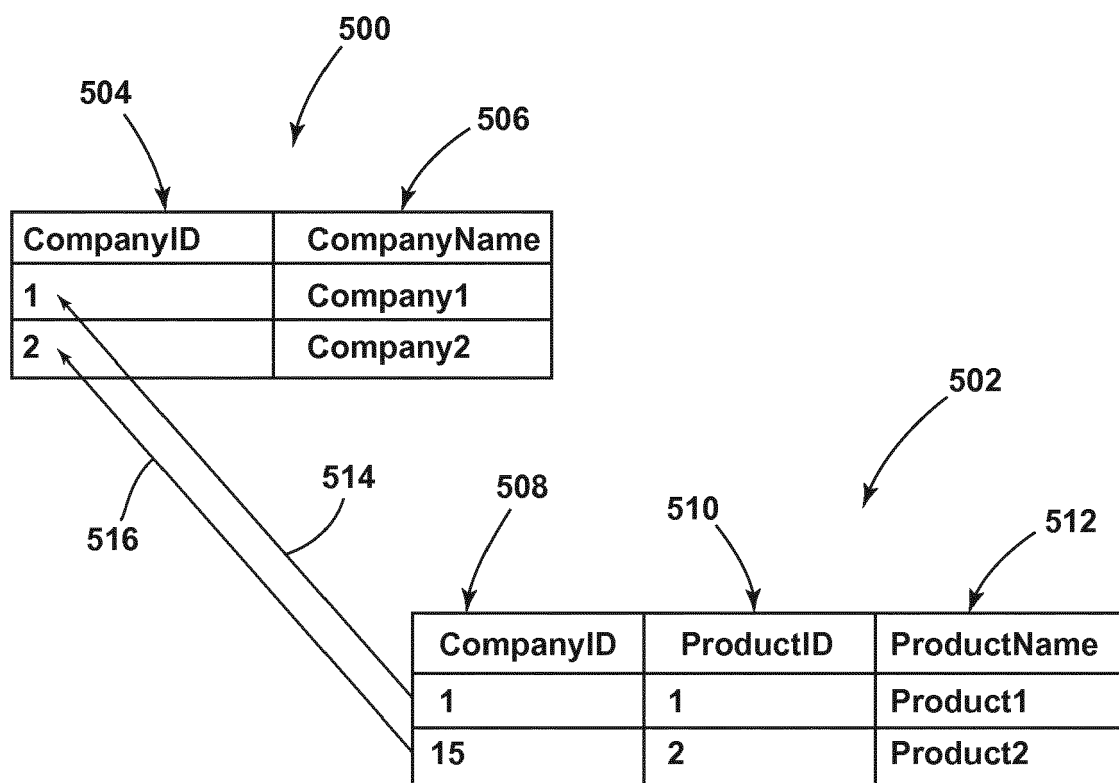 500
504
506
CompanyID CompanyName
1 Company1
2 Company2
502
514
508
510
512
516
CompanyID ProductID ProductName
1 1 Product1
15 2 Product2